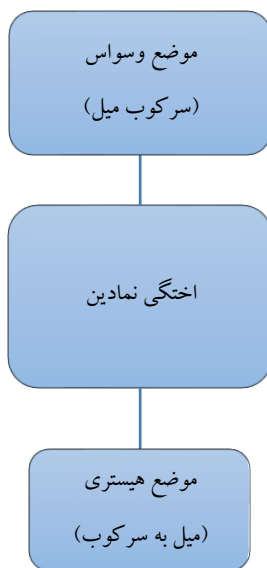 موضع وسواس
(سرکوب میل)
اختگی نمادین
موضع هیستری
(میل به سرکوب)